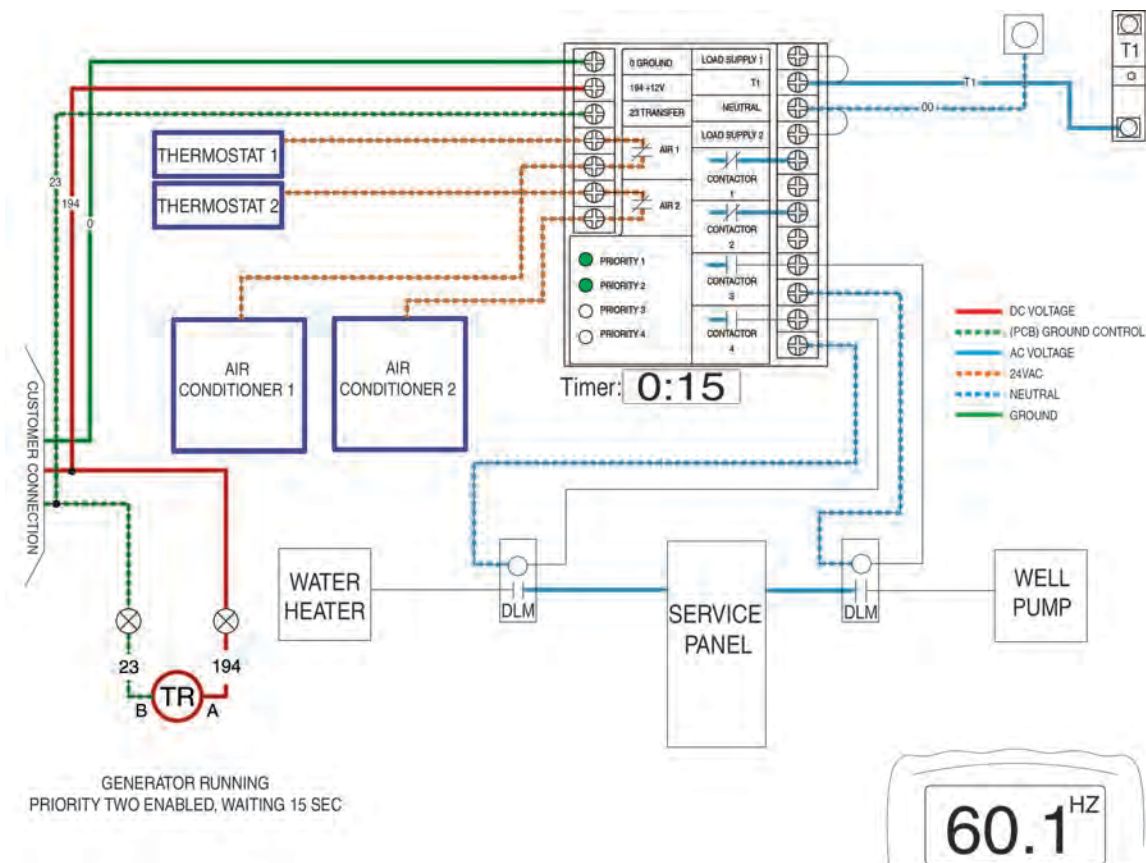 0 GROUND
LOAD SUPPLY 1
T1
194 +12V
T1
T1
23 TRANSFER
NEUTRAL
00
LOAD SUPPLY 2
THERMOSTAT 1
AIR 1
CONTACTOR
1
THERMOSTAT 2
AIR 2
CONTACTOR
2
23
194
0
PRIORITY 1
PRIORITY 2
PRIORITY 3
PRIORITY 4
CONTACTOR
3
CONTACTOR
4
Timer: 0:15
DC VOLTAGE
(PCB) GROUND CONTROL
AC VOLTAGE
24VAC
NEUTRAL
GROUND
AIR
CONDITIONER 1
AIR
CONDITIONER 2
CUSTOMER CONNECTION
WATER
HEATER
DLM
SERVICE
PANEL
DLM
WELL
PUMP
23
194
B
TR
A
GENERATOR RUNNING
PRIORITY TWO ENABLED, WAITING 15 SEC
60.1 HZ